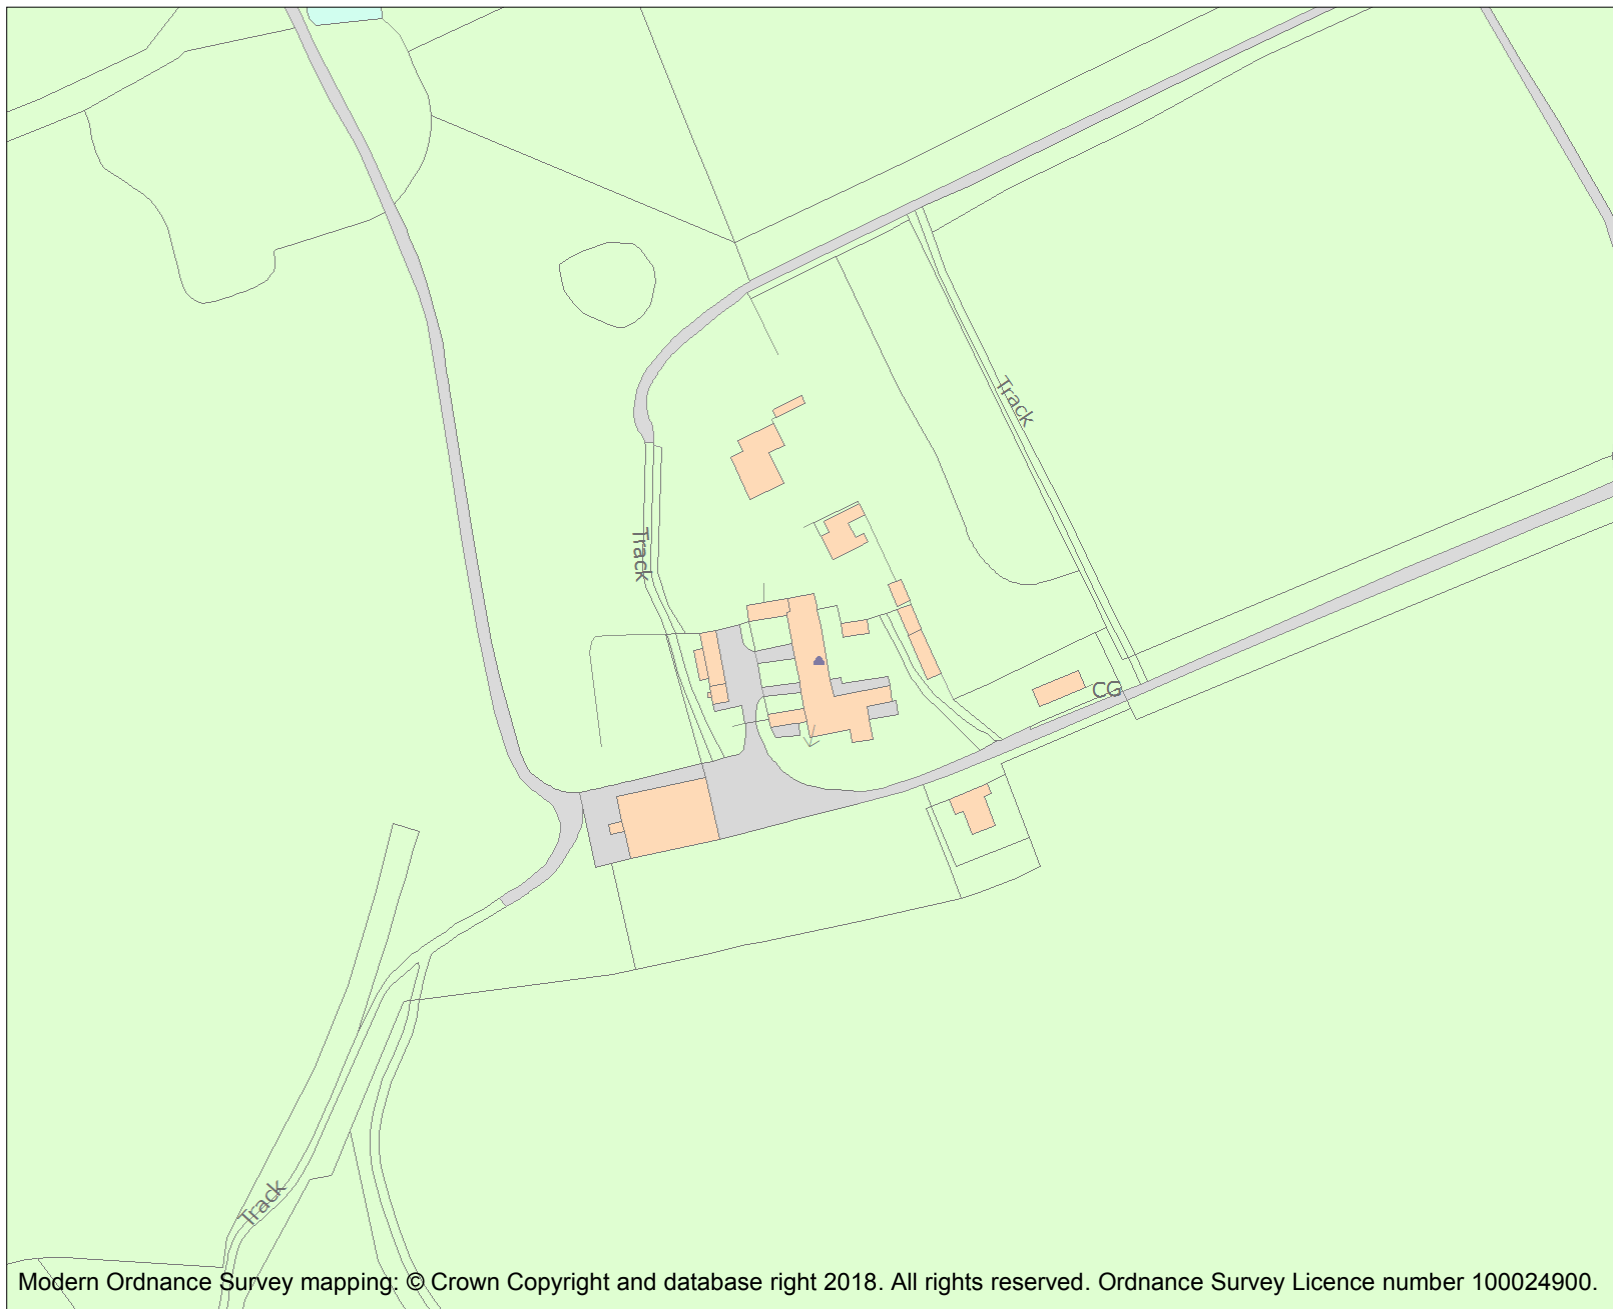 Track
Track
CG
Track
Modern Ordnance Survey mapping: © Crown Copyright and database right 2018. All rights reserved. Ordnance Survey Licence number 100024900.